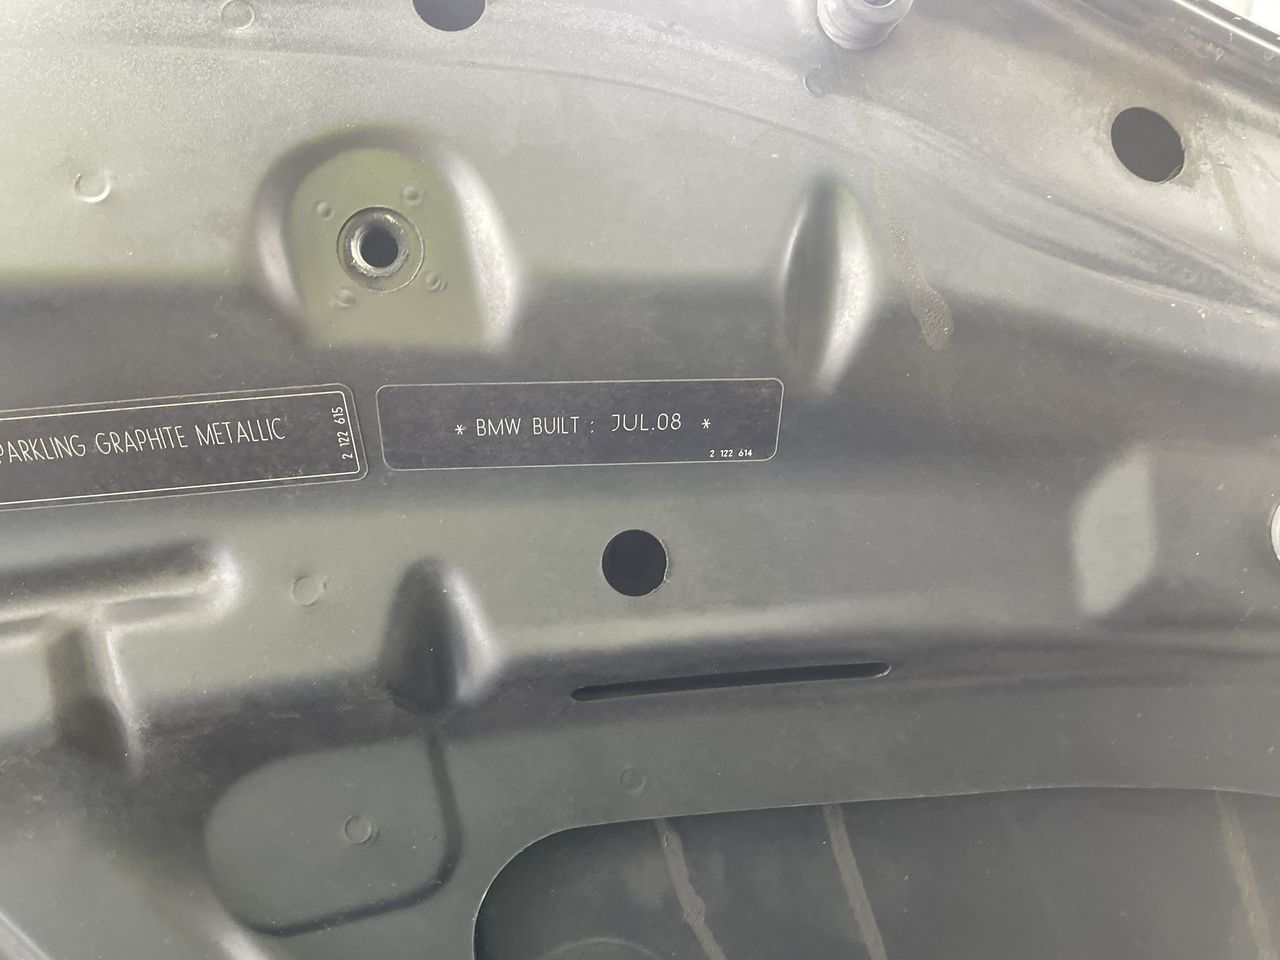 PARKLING GRAPHITE METALLIC
2 122 615
* BMW BUILT : JUL.08 *
2 122 614